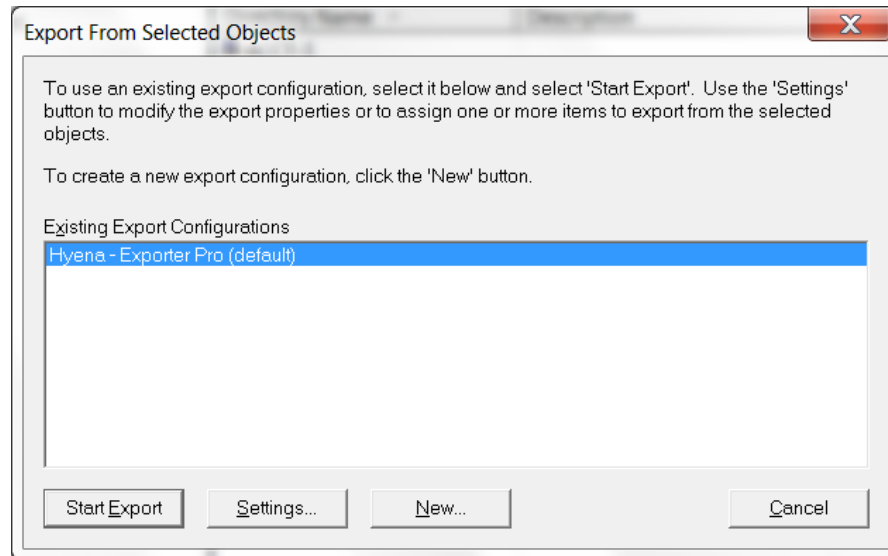 Directory Name
Description
Export From Selected Objects
To use an existing export configuration, select it below and select 'Start Export'. Use the 'Settings'
button to modify the export properties or to assign one or more items to export from the selected
objects.
To create a new export configuration, click the 'New' button.
Existing Export Configurations
Hyena - Exporter Pro (default)
Start Export
Settings...
New...
Cancel